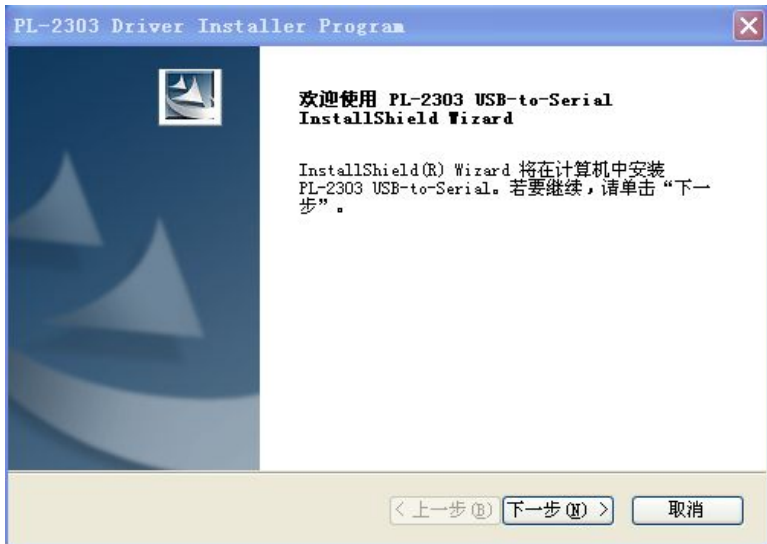 PL-2303 Driver Installer Program
欢迎使用 PL-2303 USB-to-Serial
InstallShield Wizard
InstallShield(R) Wizard 将在计算机中安装
PL-2303 USB-to-Serial。若要继续，请单击“下一
步”。
< 上一步(B) 下一步(N) > 取消